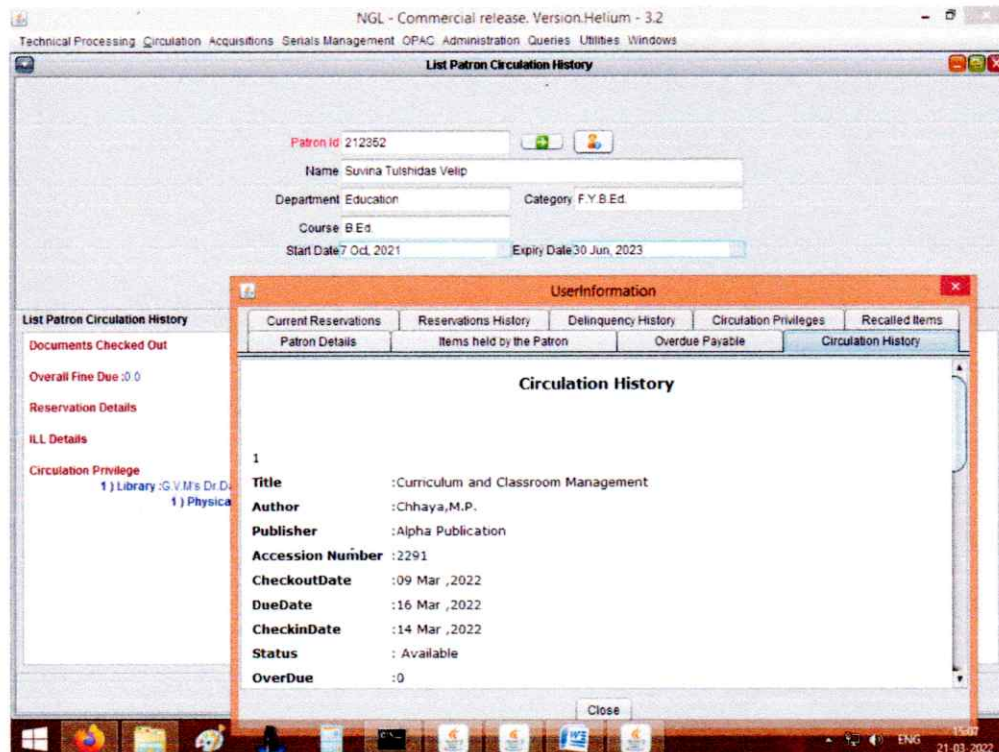 NGL - Commercial release. Version.Helium - 3.2
Technical Processing Circulation Acquisitions Serials Management OPAC Administration Queries Utilities Windows
List Patron Circulation History
Patron Id 212352
Name Suvina Tulshidas Velip
Department Education Category F.Y.B.Ed.
Course B.Ed.
Start Date 7 Oct, 2021 Expiry Date 30 Jun, 2023
List Patron Circulation History
Documents Checked Out
Overall Fine Due :0.0
Reservation Details
ILL Details
Circulation Privilege
1 ) Library :G.V.M's Dr.Da
1 ) Physica
UserInformation
Current Reservations Reservations History Delinquency History Circulation Privileges Recalled Items
Patron Details Items held by the Patron Overdue Payable Circulation History
Circulation History
1
Title :Curriculum and Classroom Management
Author :Chhaya,M.P.
Publisher :Alpha Publication
Accession Number :2291
CheckoutDate :09 Mar ,2022
DueDate :16 Mar ,2022
CheckinDate :14 Mar ,2022
Status : Available
OverDue :0
Close
ENG 15:07
21-03-2022